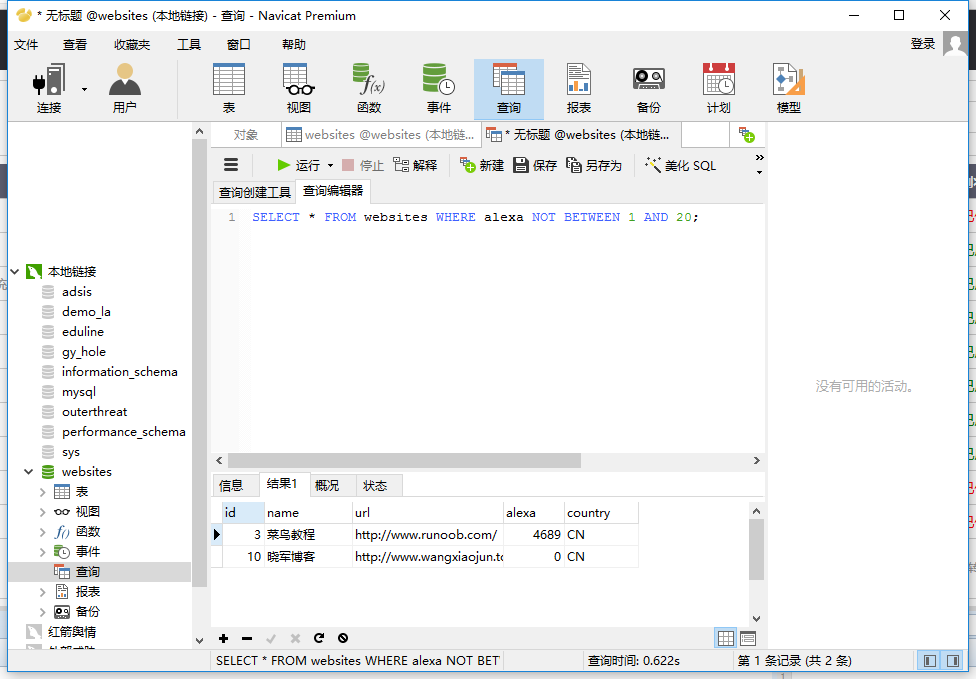 * 无标题 @websites (本地链接) - 查询 - Navicat Premium
文件 查看 收藏夹 工具 窗口 帮助 登录
连接 用户 表 视图 函数 事件 查询 报表 备份 计划 模型
对象 websites @websites (本地链... * 无标题 @websites (本地链...
运行 停止 解释 新建 保存 另存为 美化 SQL
查询创建工具 查询编辑器
1 SELECT * FROM websites WHERE alexa NOT BETWEEN 1 AND 20;
本地链接
adsis
demo_la
eduline
gy_hole
information_schema
mysql
outerthreat
performance_schema
sys
websites
表
视图
函数
事件
查询
报表
备份
红箭舆情
没有可用的活动。
信息 结果1 概况 状态
id name url alexa country
3 菜鸟教程 http://www.runoob.com/ 4689 CN
10 晓军博客 http://www.wangxiaojun.to 0 CN
SELECT * FROM websites WHERE alexa NOT BET 查询时间: 0.622s 第 1 条记录 (共 2 条)